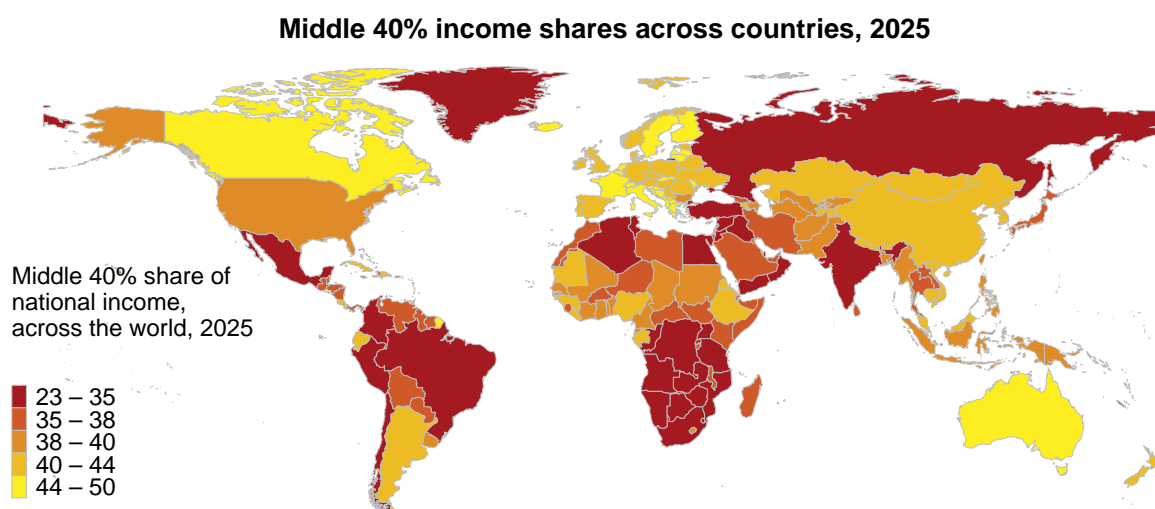 Middle 40% income shares across countries, 2025
Middle 40% share of
national income,
across the world, 2025
23 – 35
35 – 38
38 – 40
40 – 44
44 – 50